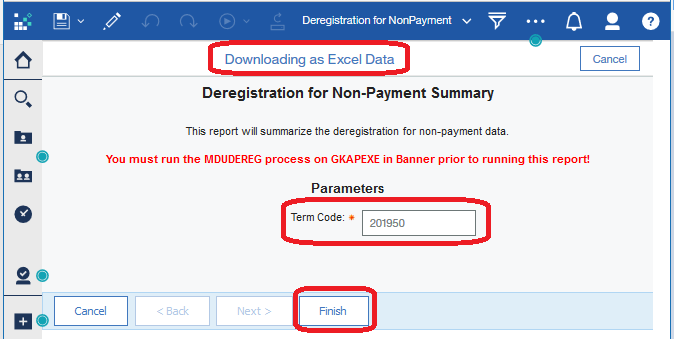 Deregistration for NonPayment
Downloading as Excel Data
Cancel
Deregistration for Non-Payment Summary
This report will summarize the deregistration for non-payment data.
You must run the MDUDEREG process on GKAPEXE in Banner prior to running this report!
Parameters
Term Code: * 201950
Cancel < Back Next > Finish